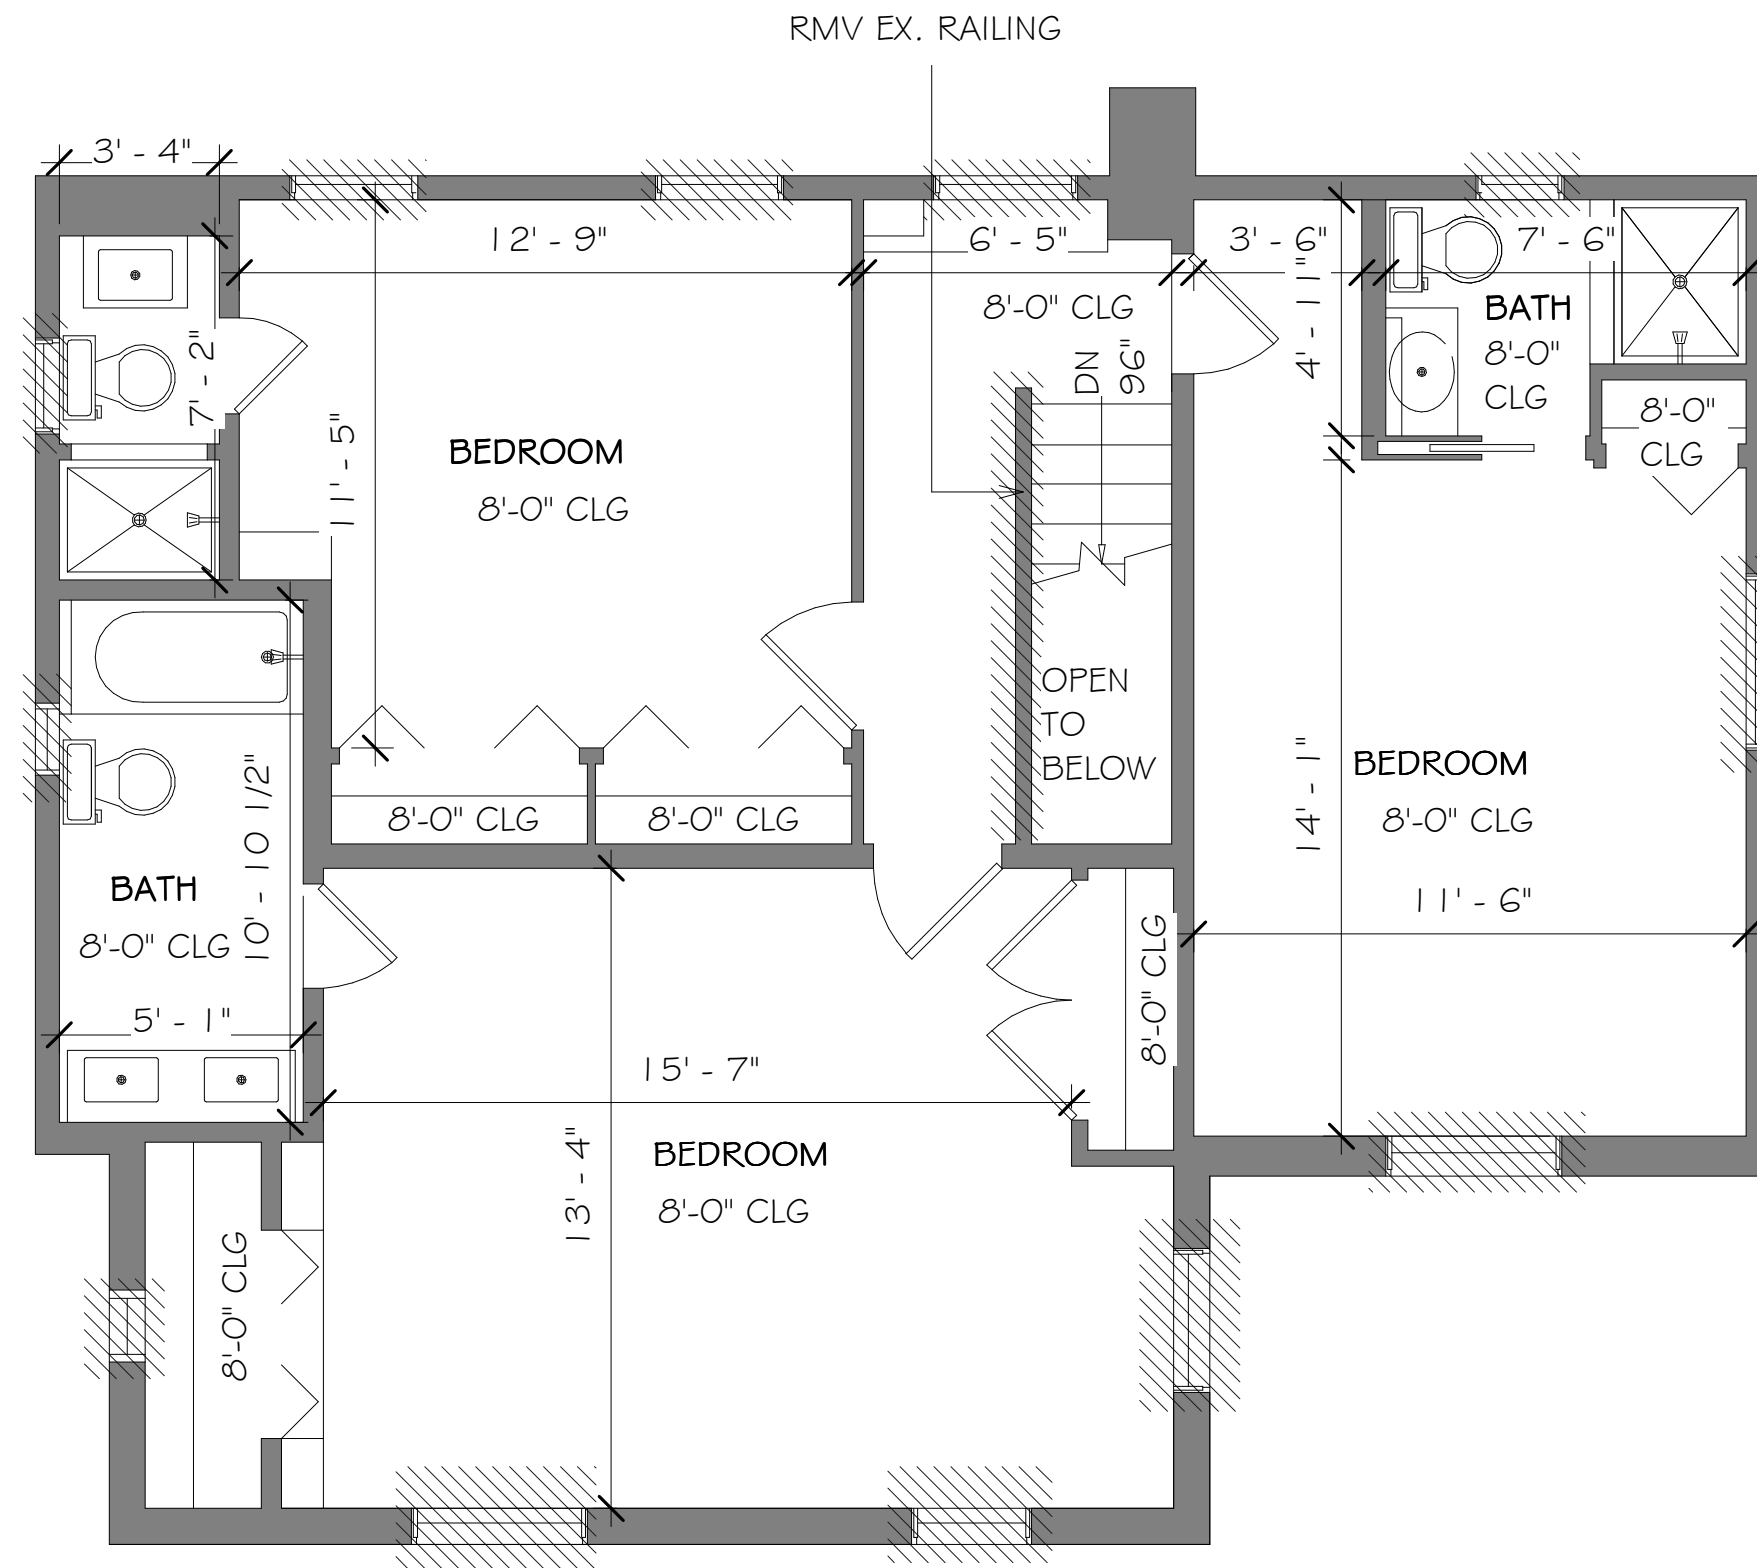 RMV EX. RAILING
3' - 4"
12' - 9"
6' - 5"
3' - 6"
7' - 6"
8'-0" CLG
4' - 11"
BATH
8'-0"
CLG
7' - 2"
DN
96"
8'-0"
CLG
11' - 5"
BEDROOM
8'-0" CLG
OPEN
TO
BELOW
BEDROOM
8'-0" CLG
14' - 1"
11' - 6"
8'-0" CLG
8'-0" CLG
10' - 10 1/2"
BATH
8'-0" CLG
5' - 1"
8'-0" CLG
15' - 7"
13' - 4"
BEDROOM
8'-0" CLG
8'-0" CLG